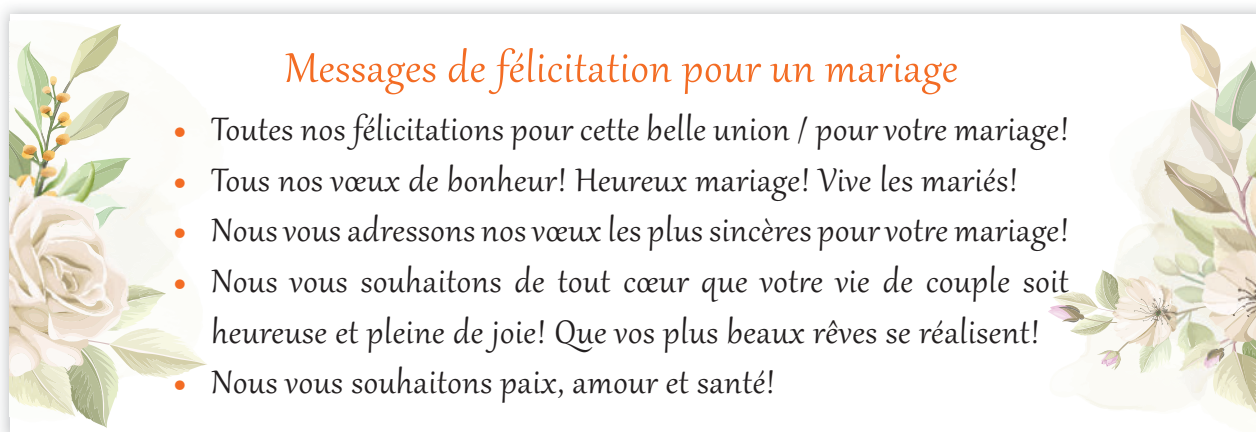 Messages de félicitation pour un mariage
• Toutes nos félicitations pour cette belle union / pour votre mariage!
• Tous nos vœux de bonheur! Heureux mariage! Vive les mariés!
• Nous vous adressons nos vœux les plus sincères pour votre mariage!
• Nous vous souhaitons de tout cœur que votre vie de couple soit
heureuse et pleine de joie! Que vos plus beaux rêves se réalisent!
• Nous vous souhaitons paix, amour et santé!